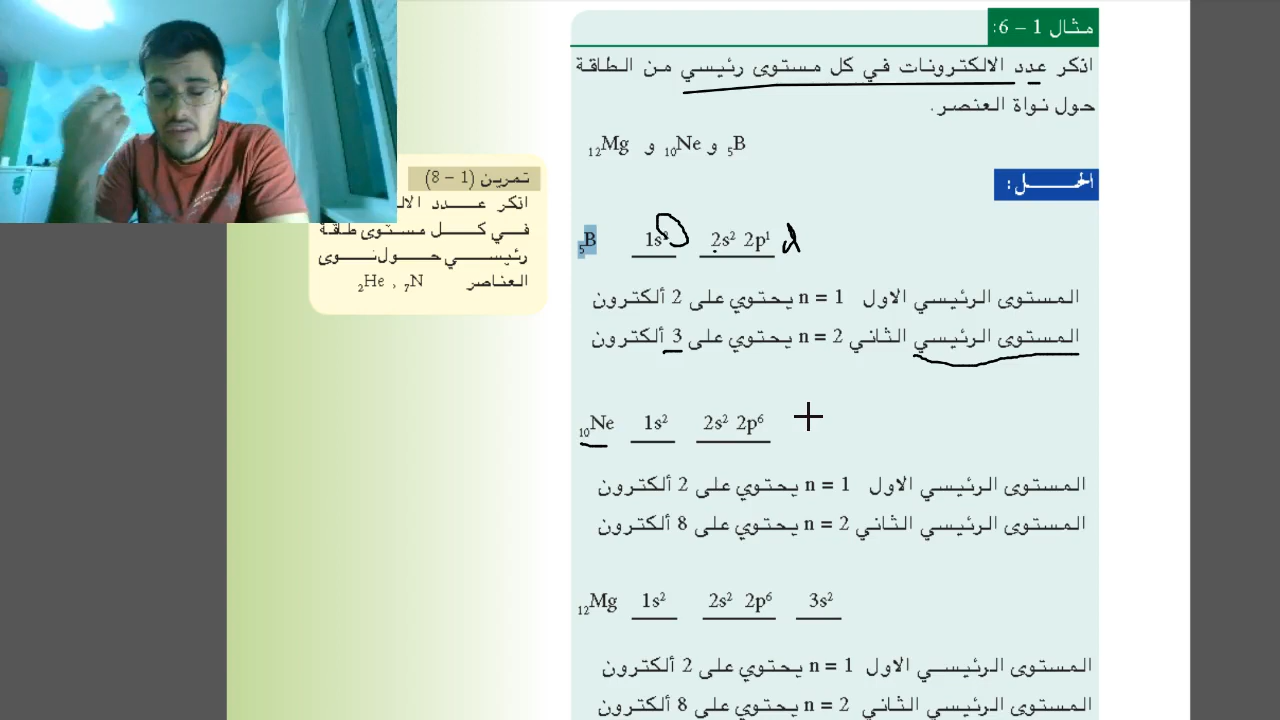 مثال 1 – 6:
اذكر عدد الالكترونات في كل مستوى رئيسي من الطاقة
حول نواة العنصر.
₅B و ₁₀Ne و ₁₂Mg
الحل:
₅B 1s 2s² 2p¹
المستوى الرئيسي الاول n = 1 يحتوي على 2 ألكترون
المستوى الرئيسي الثاني n = 2 يحتوي على 3 ألكترون
₁₀Ne 1s² 2s² 2p⁶
المستوى الرئيسي الاول n = 1 يحتوي على 2 ألكترون
المستوى الرئيسي الثاني n = 2 يحتوي على 8 ألكترون
₁₂Mg 1s² 2s² 2p⁶ 3s²
المستوى الرئيسي الاول n = 1 يحتوي على 2 ألكترون
المستوى الرئيسي الثاني n = 2 يحتوي على 8 ألكترون
تمرين (1 – 8)
اذكر عدد
في كل مستوى طاقة
رئيسي حول نوى
العناصر ₇N , ₂He